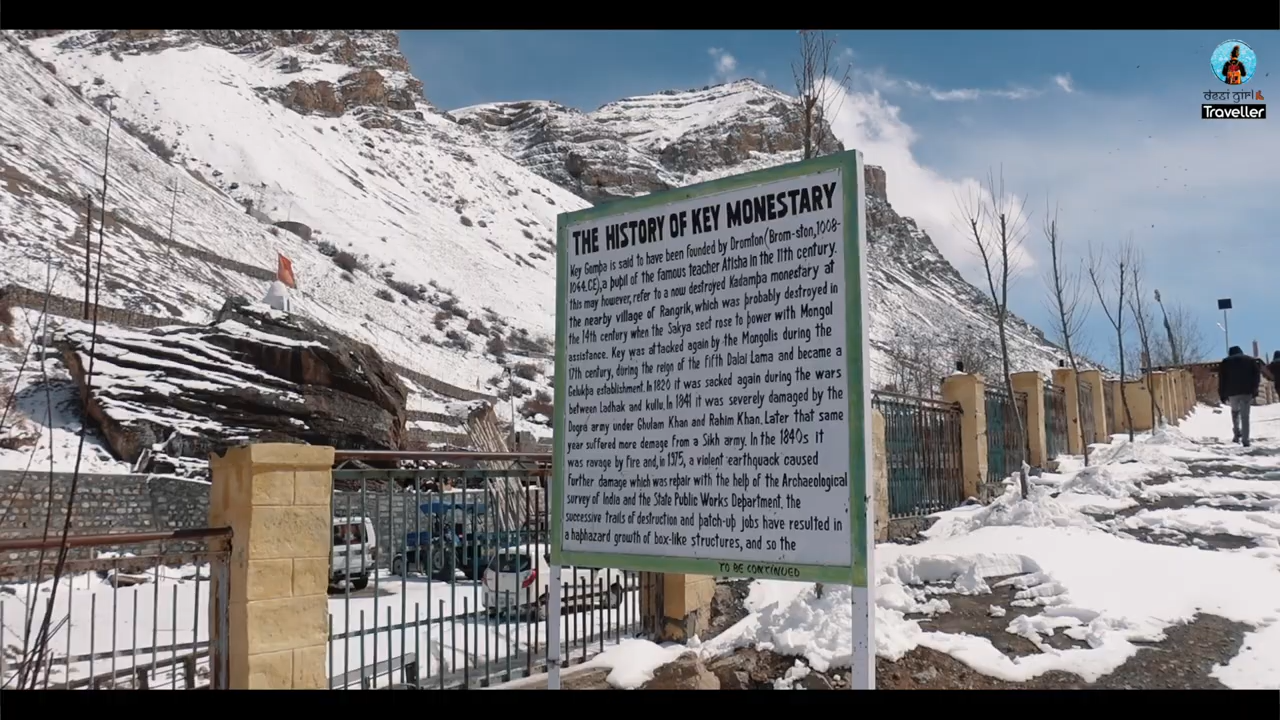 THE HISTORY OF KEY MONESTARY
Key Gompa is said to have been founded by Dromton(Brom-ston,1008-
1064.CE),a pupil of the famous teacher Atisha in the 11th century.
this may however, refer to a now destroyed Kadampa monestary at
the nearby village of Rangrik, which was probably destroyed in
the 14th century when the Sakya sect rose to power with Mongol
assistance. Key was attacked again by the Mongolis during the
17th century, during the reign of the Fifth Dalai Lama and became a
Gelukpa establishment. In 1820 it was sacked again during the wars
between Ladhak and kullu. In 1841 it was severely damaged by the
Dogra army under Ghulam Khan and Rahim Khan. Later that same
year suffered more demage from a Sikh army. In the 1840s it
was ravage by fire and, in 1975, a violent earthquack caused
Further damage which was repair with the help of the Archaeological
survey of India and the State Public Works Department. the
successive trails of destruction and patch-up jobs have resulted in
a haphazard growth of box-like structures, and so the
TO BE CONTINUED
desi girl
Traveller